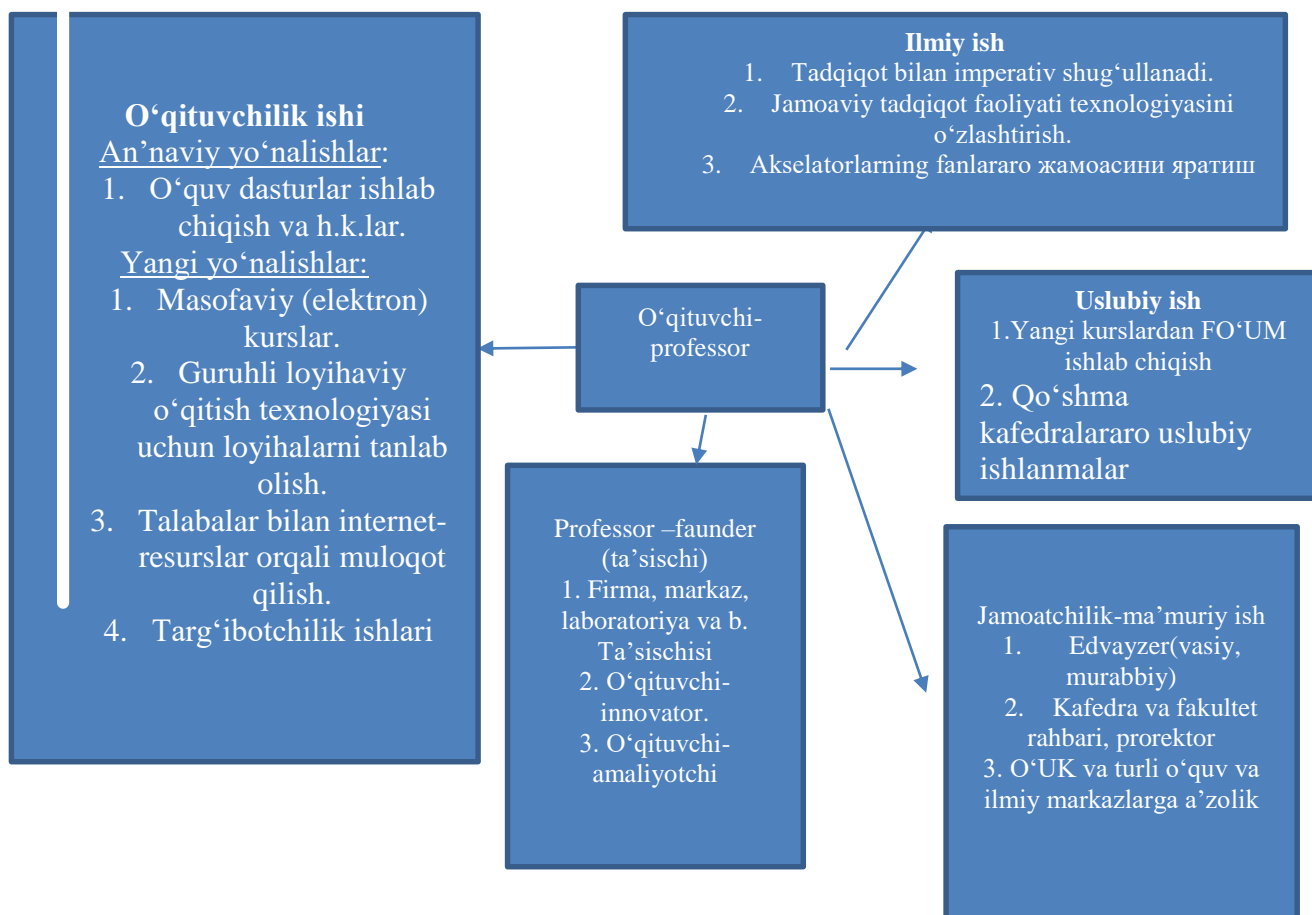 O‘qituvchilik ishi
An’naviy yo‘nalishlar:
1. O‘quv dasturlar ishlab
chiqish va h.k.lar.
Yangi yo‘nalishlar:
1. Masofaviy (elektron)
kurslar.
2. Guruhli loyihaviy
o‘qitish texnologiyasi
uchun loyihalarni tanlab
olish.
3. Talabalar bilan internet-
resurslar orqali muloqot
qilish.
4. Targ‘ibotchilik ishlari
Ilmiy ish
1. Tadqiqot bilan imperativ shug‘ullanadi.
2. Jamoaviy tadqiqot faoliyati texnologiyasini
o‘zlashtirish.
3. Akselatorlarning fanlararo жамоасини яратиш
O‘qituvchi-
professor
Uslubiy ish
1.Yangi kurslardan FO‘UM
ishlab chiqish
2. Qo‘shma
kafedralararo uslubiy
ishlanmalar
Professor –faunder
(ta’sischi)
1. Firma, markaz,
laboratoriya va b.
Ta’sischisi
2. O‘qituvchi-
innovator.
3. O‘qituvchi-
amaliyotchi
Jamoatchilik-ma’muriy ish
1. Edvayzer(vasiy,
murabbiy)
2. Kafedra va fakultet
rahbari, prorektor
3. O‘UK va turli o‘quv va
ilmiy markazlarga a’zolik